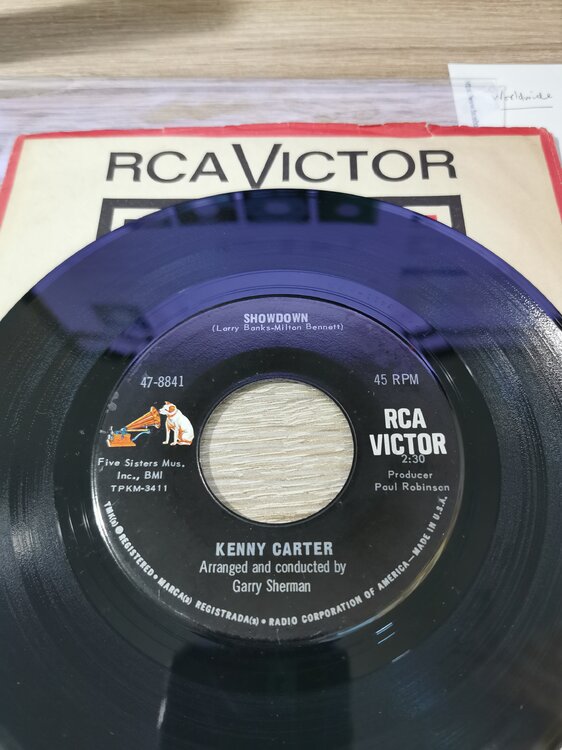 Worldwide
RCA VICTOR
SHOWDOWN
(Larry Banks-Milton Bennett)
47-8841
45 RPM
RCA
VICTOR
2:30
Five Sisters Mus.
Inc., BMI
TPKM-3411
Producer
Paul Robinson
KENNY CARTER
Arranged and conducted by
Garry Sherman
TMK(s) ® REGISTERED • MARCA(s) REGISTRADA(s) • RADIO CORPORATION OF AMERICA - MADE IN U.S.A.